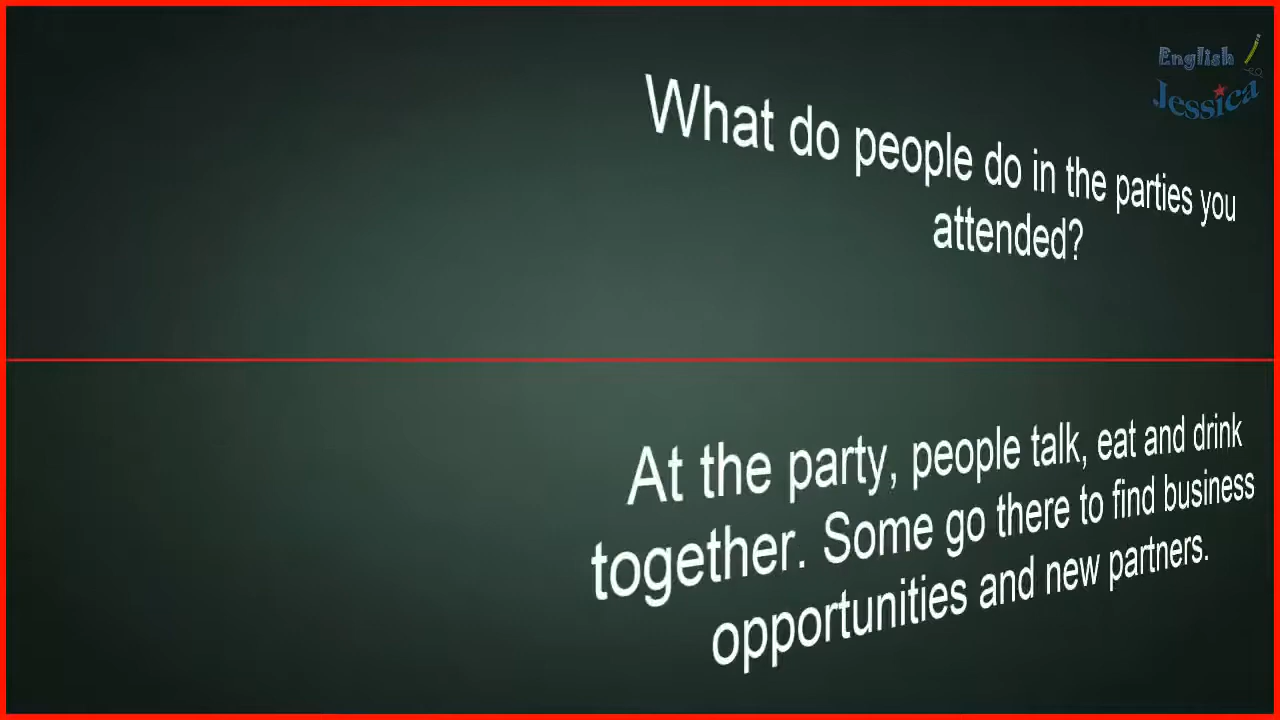 English
Jessica
What do people do in the parties you
attended?
At the party, people talk, eat and drink
together. Some go there to find business
opportunities and new partners.